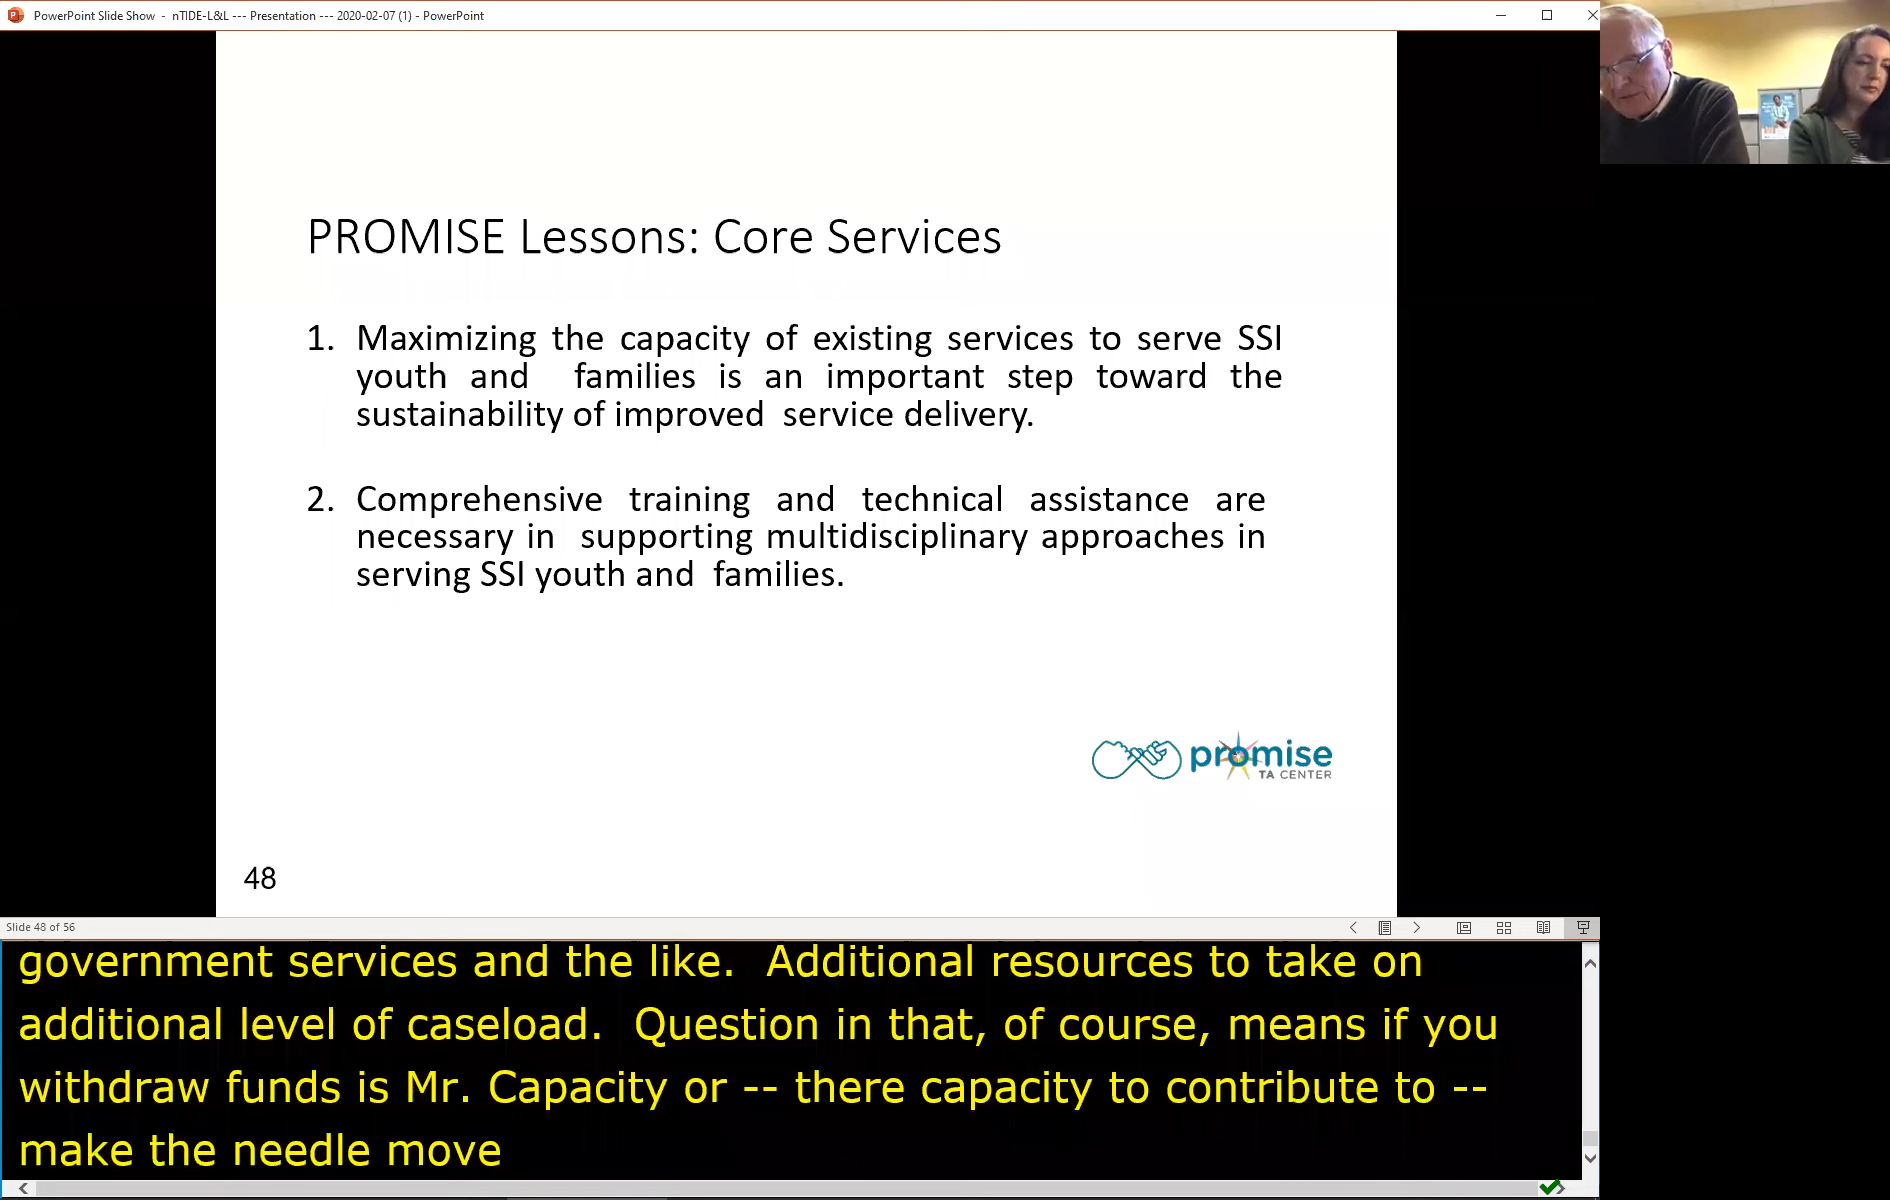 PowerPoint Slide Show - nTIDE-L&L --- Presentation --- 2020-02-07 (1) - PowerPoint
PROMISE Lessons: Core Services
1. Maximizing the capacity of existing services to serve SSI
youth and families is an important step toward the
sustainability of improved service delivery.
2. Comprehensive training and technical assistance are
necessary in supporting multidisciplinary approaches in
serving SSI youth and families.
promise
TA CENTER
48
Slide 48 of 56
government services and the like. Additional resources to take on
additional level of caseload. Question in that, of course, means if you
withdraw funds is Mr. Capacity or -- there capacity to contribute to --
make the needle move